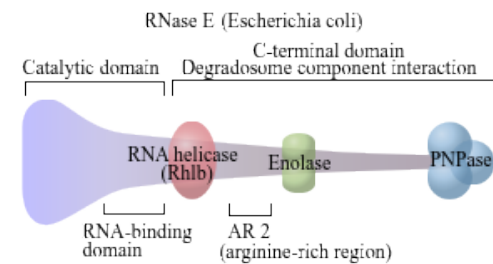 RNase E (Escherichia coli)
C-terminal domain
Catalytic domain
Degradosome component interaction
RNA helicase
(Rhlb)
Enolase
PNPase
RNA-binding
domain
AR 2
(arginine-rich region)